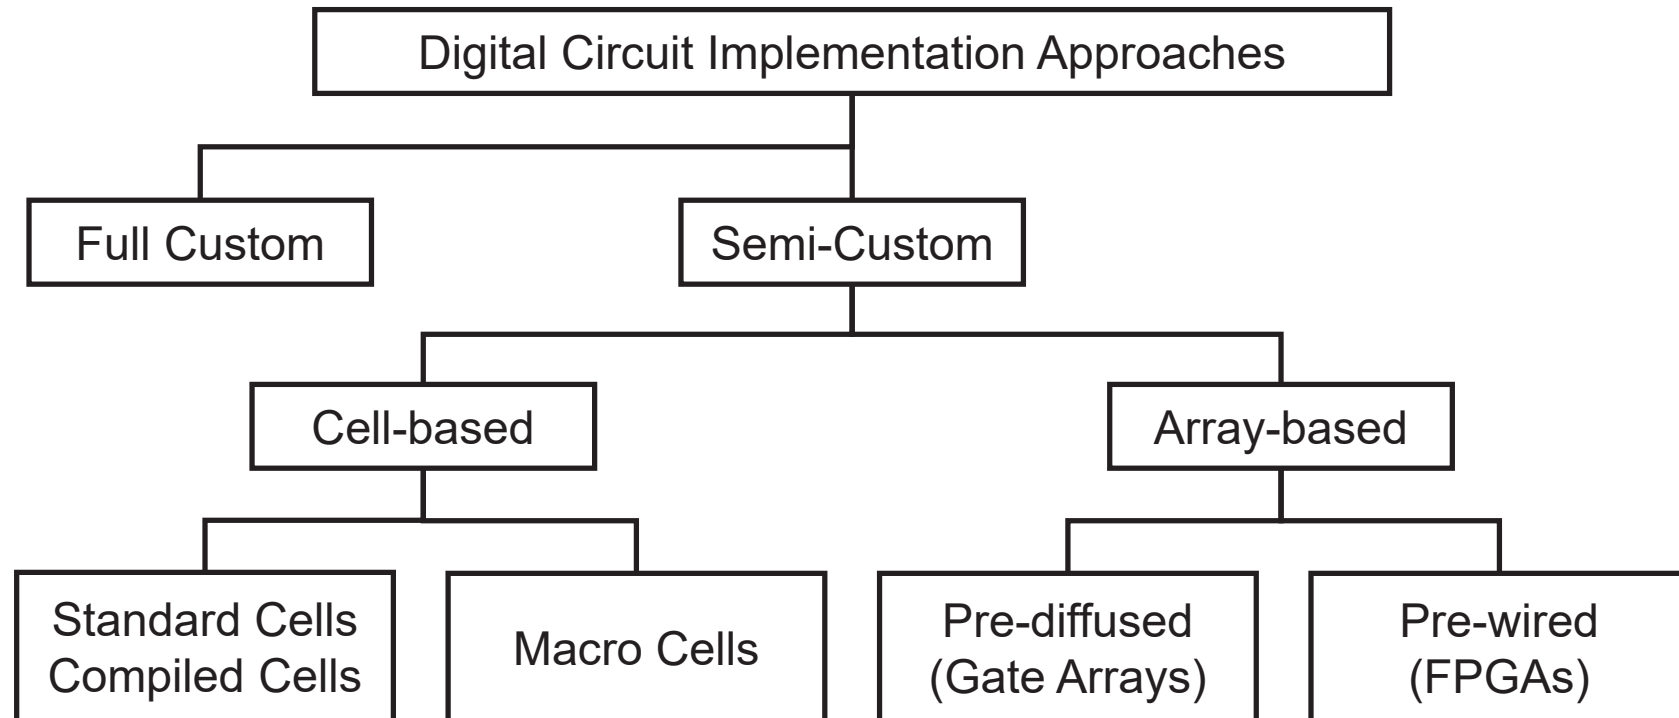 Digital Circuit Implementation Approaches
Full Custom
Semi-Custom
Cell-based
Array-based
Standard Cells
Compiled Cells
Macro Cells
Pre-diffused
(Gate Arrays)
Pre-wired
(FPGAs)